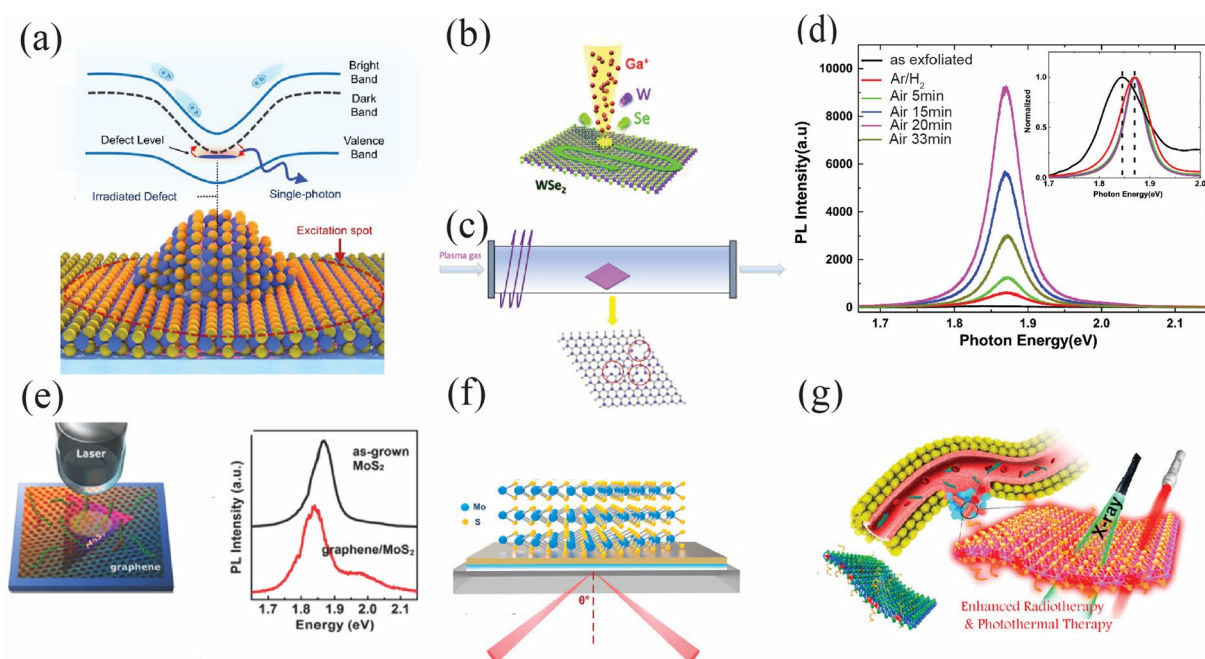 (a)
Bright
Band
Dark
Band
Defect Level
Valence
Band
Single-photon
Irradiated Defect
Excitation spot
(b)
Ga⁺
W
Se
WSe₂
(c)
Plasma gas
(d)
as exfoliated
Ar/H₂
Air 5min
Air 15min
Air 20min
Air 33min
PL Intensity(a.u)
10000
8000
6000
4000
2000
0
1.7
1.8
1.9
2.0
2.1
Photon Energy(eV)
Normalized
1.0
0.5
0.0
1.7
1.8
1.9
2.0
Photon Energy(eV)
(e)
Laser
MoS₂
graphene
PL Intensity (a.u.)
as-grown
MoS₂
graphene/MoS₂
1.7 1.8 1.9 2.0 2.1
Energy (eV)
(f)
Mo
S
θ°
(g)
X-ray
Enhanced Radiotherapy
& Photothermal Therapy